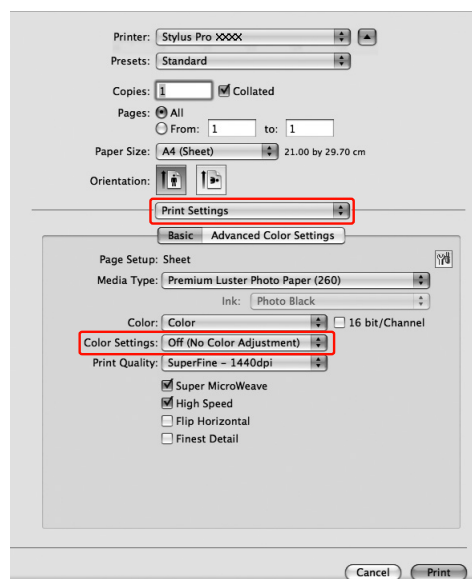 Printer: Stylus Pro XXXX
Presets: Standard
Copies: 1 Collated
Pages: All
From: 1 to: 1
Paper Size: A4 (Sheet) 21.00 by 29.70 cm
Orientation:
Print Settings
Basic Advanced Color Settings
Page Setup: Sheet
Media Type: Premium Luster Photo Paper (260)
Ink: Photo Black
Color: Color 16 bit/Channel
Color Settings: Off (No Color Adjustment)
Print Quality: SuperFine – 1440dpi
Super MicroWeave
High Speed
Flip Horizontal
Finest Detail
Cancel Print